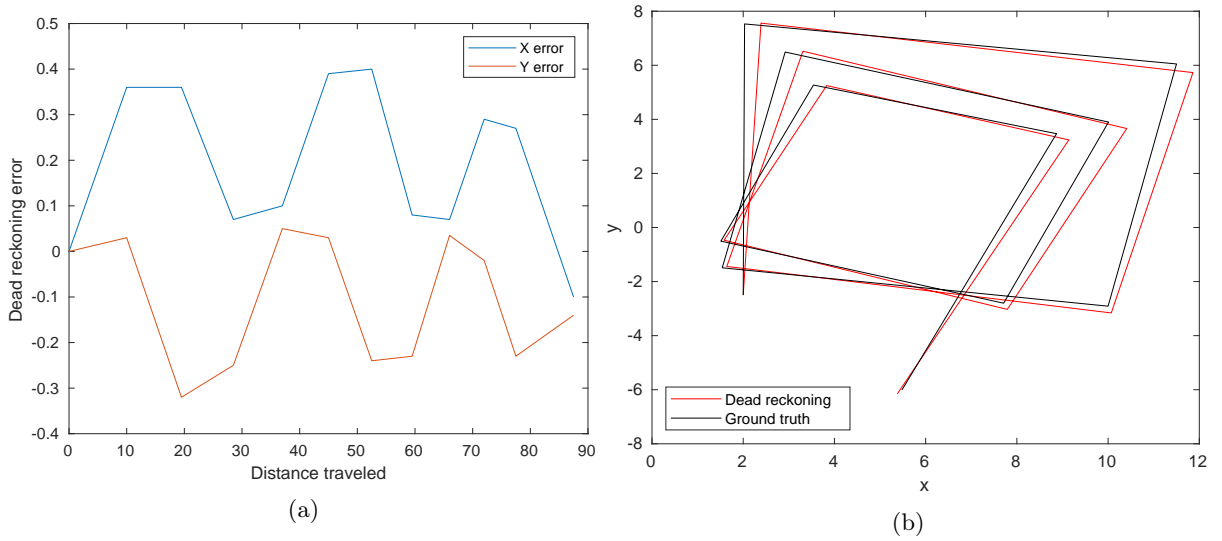 0.5
0.4
0.3
0.2
0.1
0
-0.1
-0.2
-0.3
-0.4
Dead reckoning error
X error
Y error
0 10 20 30 40 50 60 70 80 90
Distance traveled
(a)
8
6
4
2
0
-2
-4
-6
-8
y
Dead reckoning
Ground truth
0 2 4 6 8 10 12
x
(b)